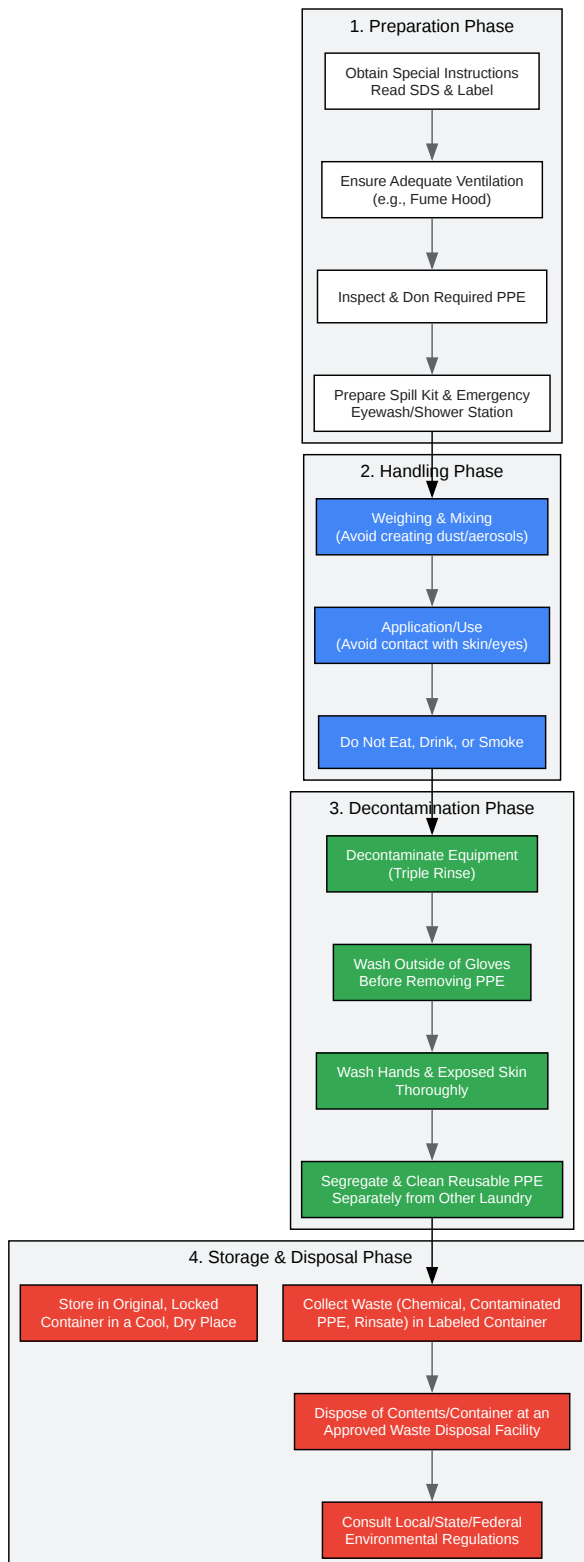 1. Preparation Phase
Obtain Special Instructions
Read SDS & Label
Ensure Adequate Ventilation
(e.g., Fume Hood)
Inspect & Don Required PPE
Prepare Spill Kit & Emergency
Eyewash/Shower Station
2. Handling Phase
Weighing & Mixing
(Avoid creating dust/aerosols)
Application/Use
(Avoid contact with skin/eyes)
Do Not Eat, Drink, or Smoke
3. Decontamination Phase
Decontaminate Equipment
(Triple Rinse)
Wash Outside of Gloves
Before Removing PPE
Wash Hands & Exposed Skin
Thoroughly
Segregate & Clean Reusable PPE
Separately from Other Laundry
4. Storage & Disposal Phase
Store in Original, Locked
Container in a Cool, Dry Place
Collect Waste (Chemical, Contaminated
PPE, Rinsate) in Labeled Container
Dispose of Contents/Container at an
Approved Waste Disposal Facility
Consult Local/State/Federal
Environmental Regulations